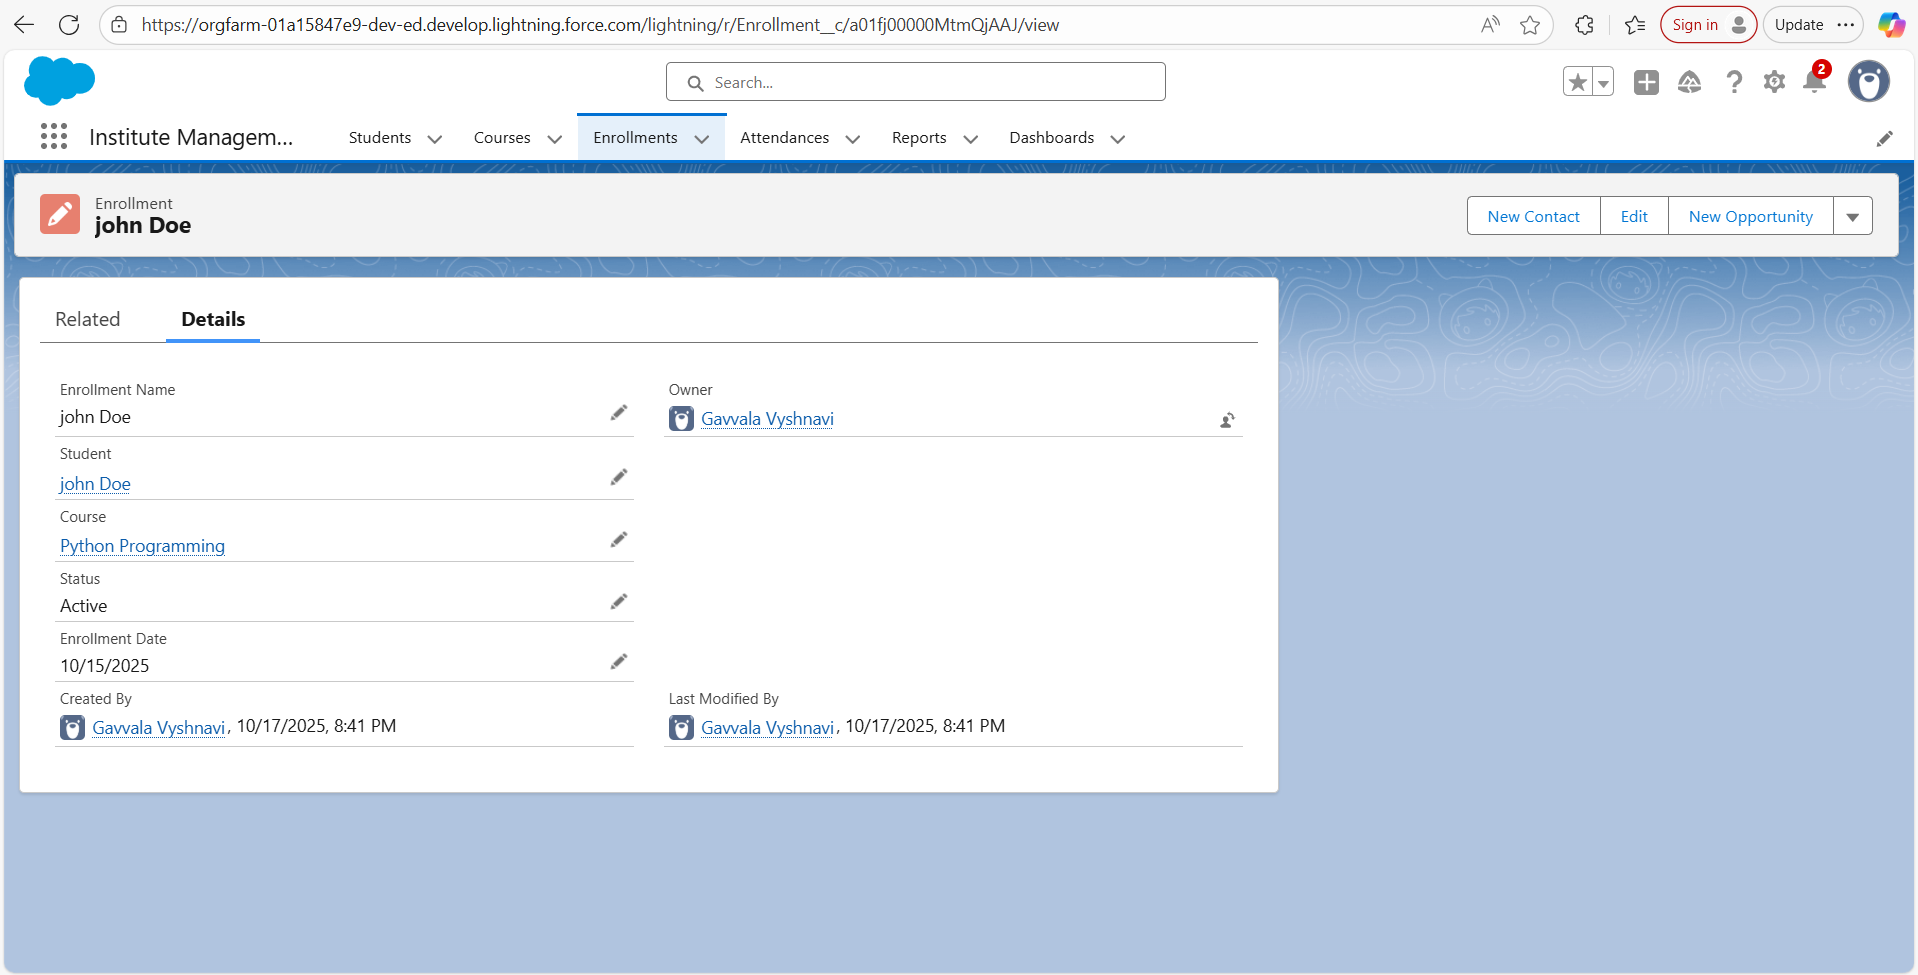 https://orgfarm-01a15847e9-dev-ed.develop.lightning.force.com/lightning/r/Enrollment__c/a01fj00000MtmQjAAJ/view
Sign in
Update
Search...
2
Institute Managem...
Students
Courses
Enrollments
Attendances
Reports
Dashboards
Enrollment
john Doe
New Contact
Edit
New Opportunity
Related
Details
Enrollment Name
john Doe
Owner
Gavvala Vyshnavi
Student
john Doe
Course
Python Programming
Status
Active
Enrollment Date
10/15/2025
Created By
Gavvala Vyshnavi, 10/17/2025, 8:41 PM
Last Modified By
Gavvala Vyshnavi, 10/17/2025, 8:41 PM